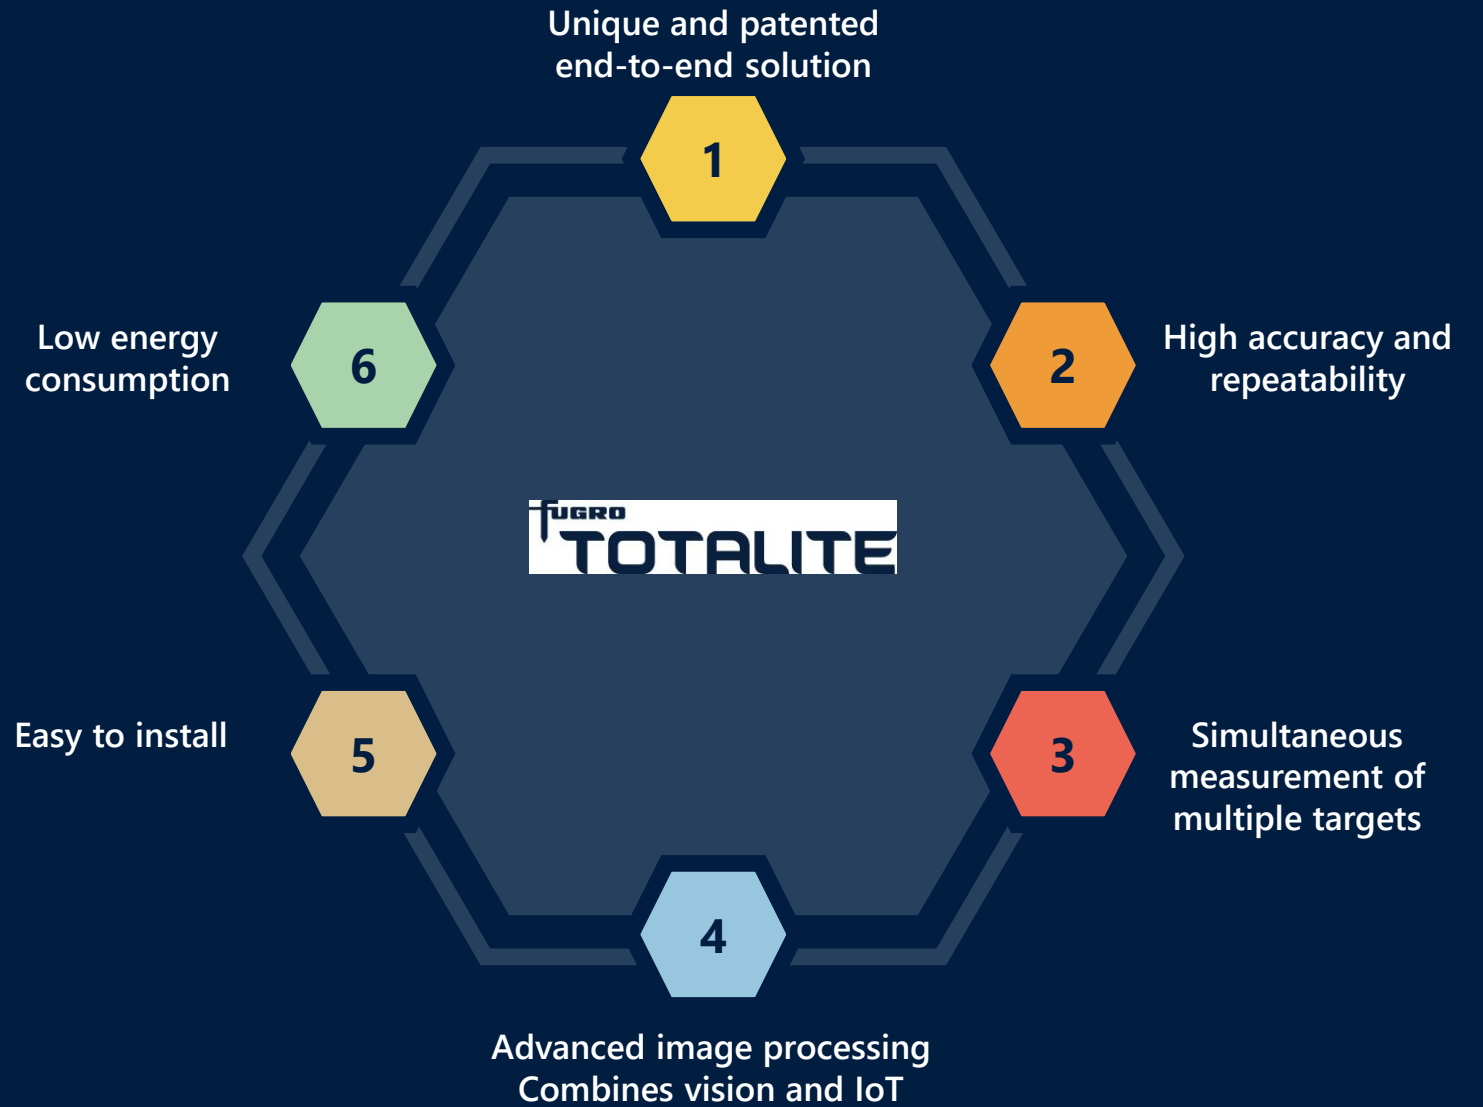 Unique and patented
end-to-end solution
1
2
High accuracy and
repeatability
3
Simultaneous
measurement of
multiple targets
4
Advanced image processing
Combines vision and IoT
5
Easy to install
6
Low energy
consumption
FUGRO
TOTALITE